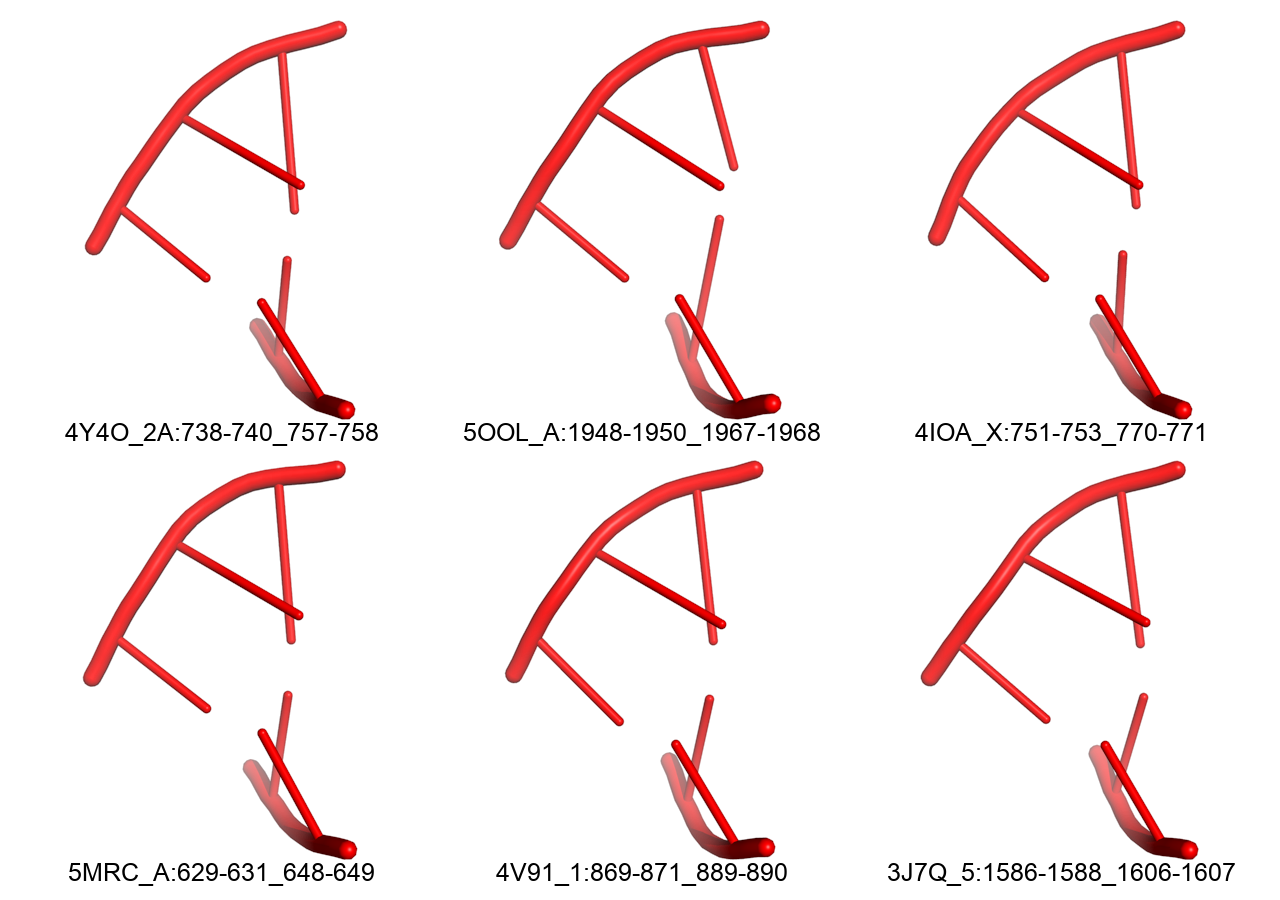 4Y4O_2A:738-740_757-758
5OOL_A:1948-1950_1967-1968
4IOA_X:751-753_770-771
5MRC_A:629-631_648-649
4V91_1:869-871_889-890
3J7Q_5:1586-1588_1606-1607